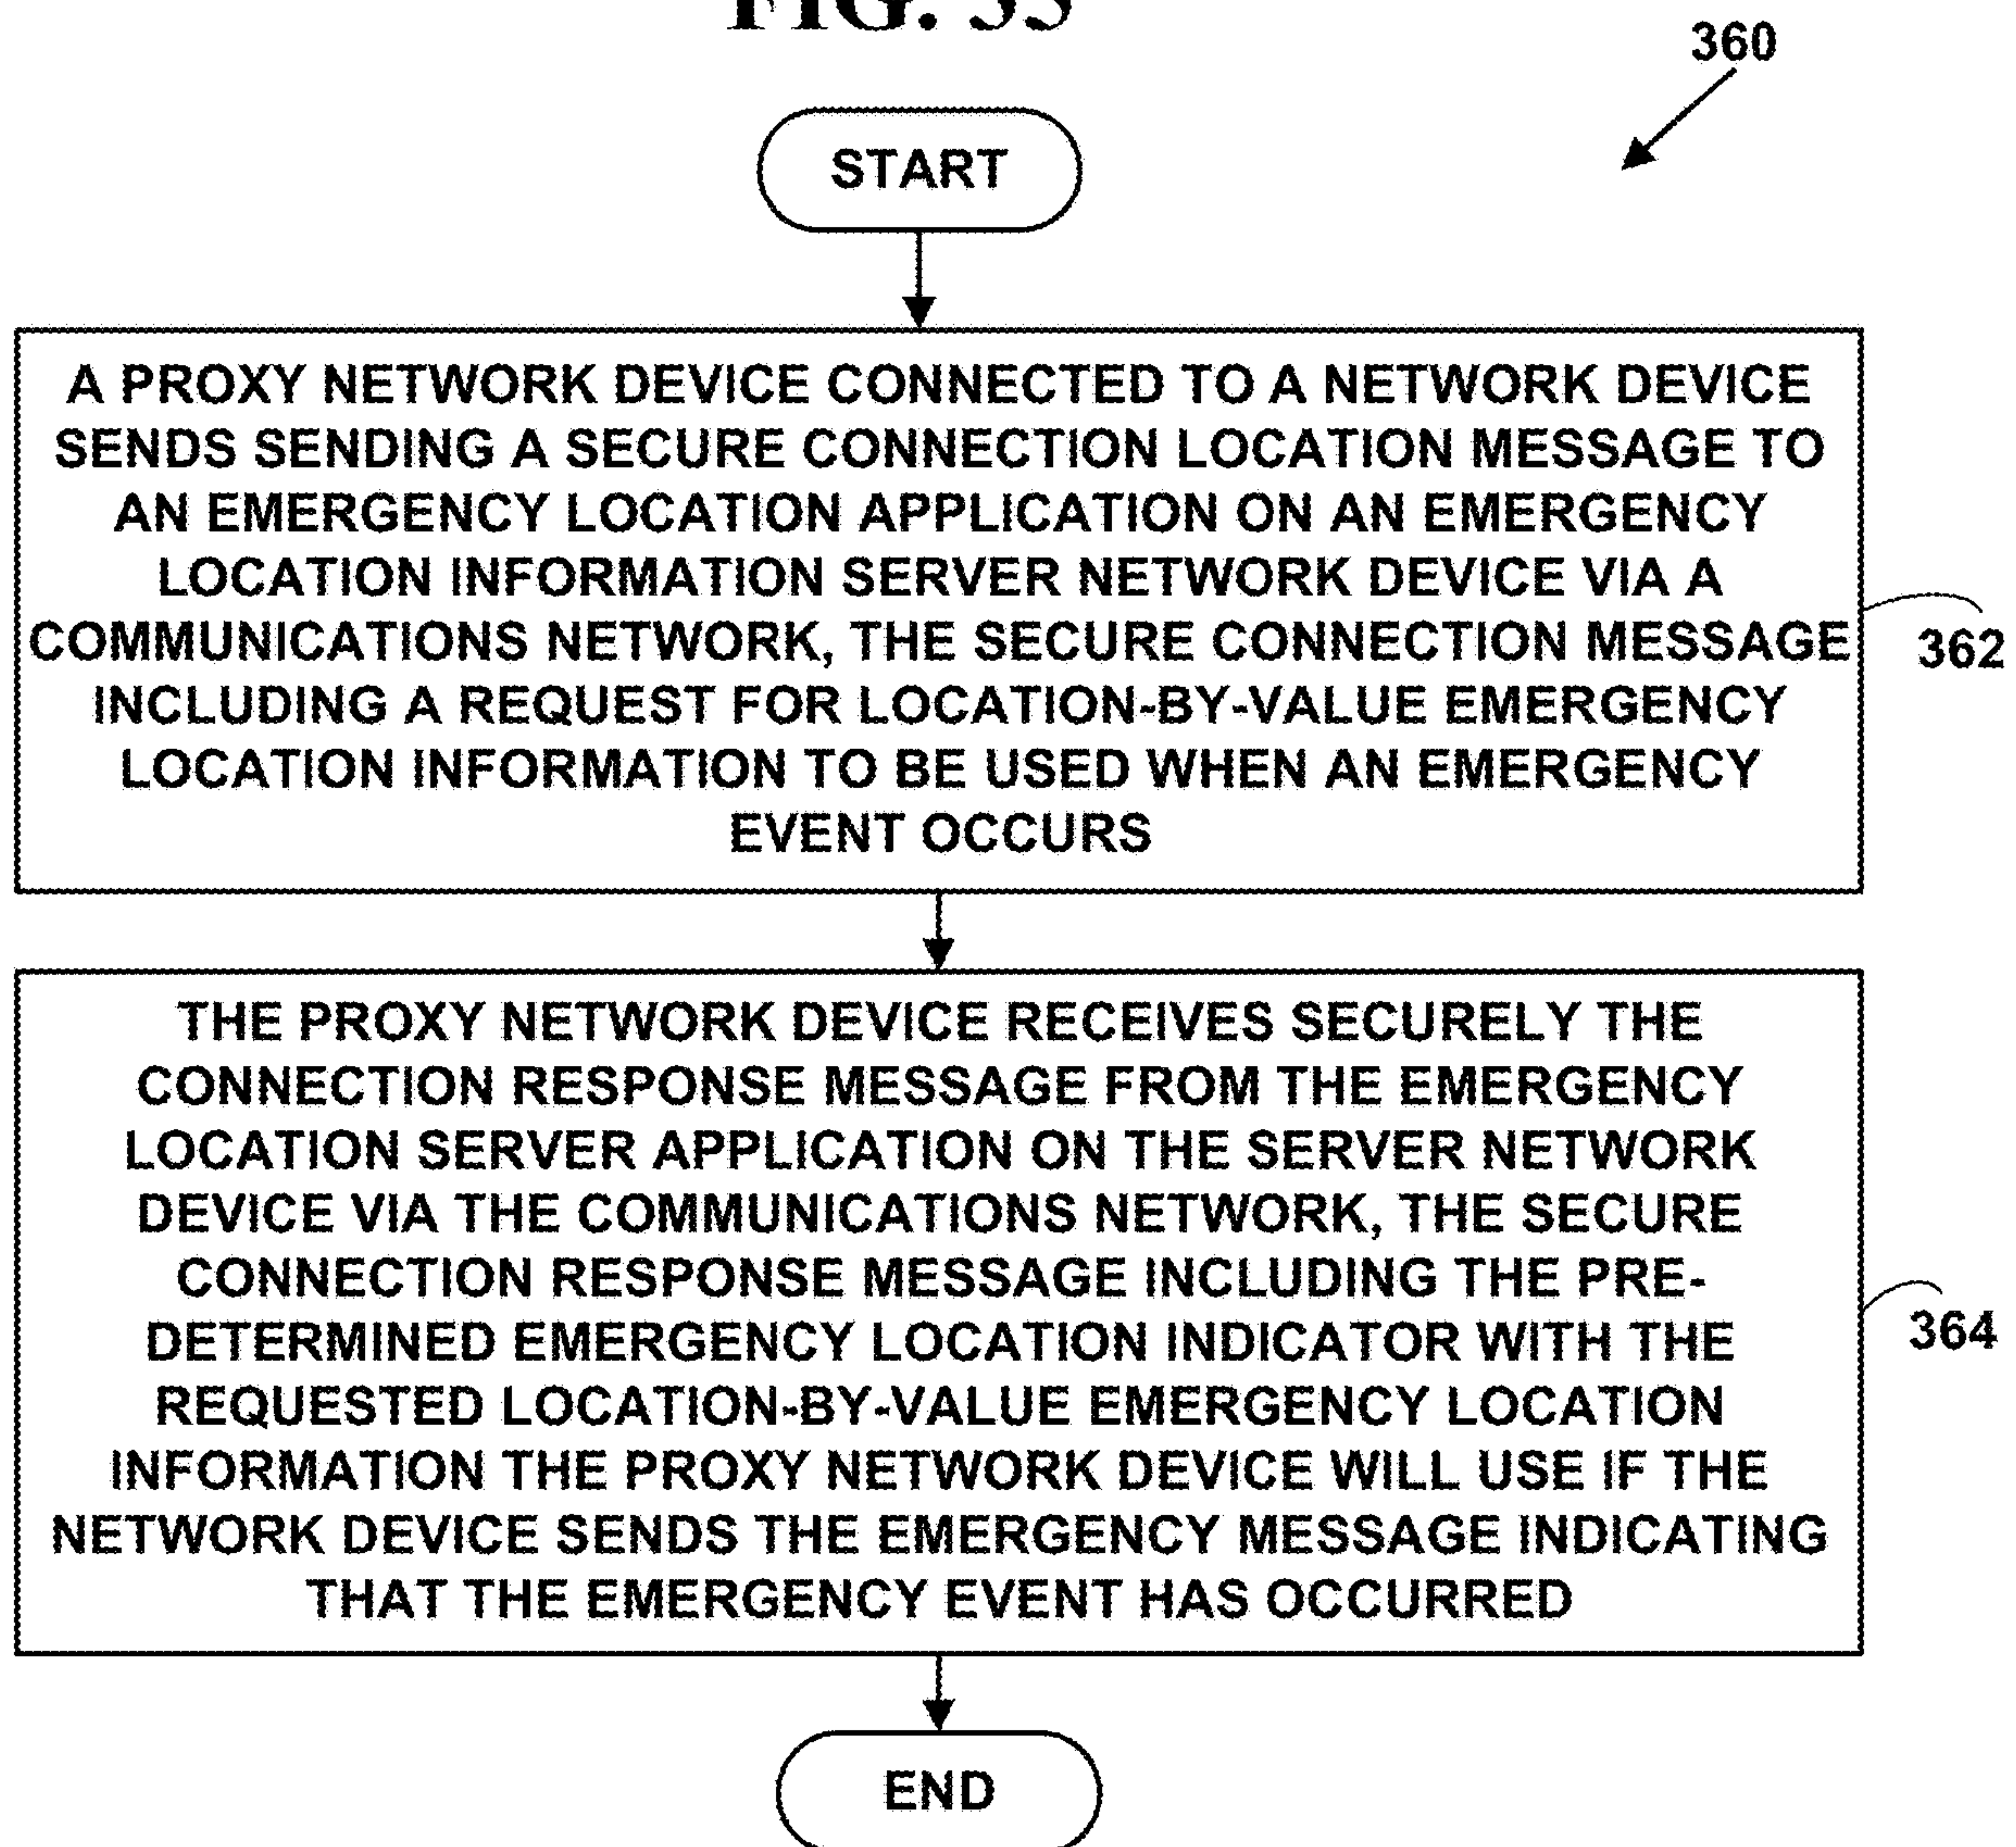 FIG. 35
360
START
A PROXY NETWORK DEVICE CONNECTED TO A NETWORK DEVICE
SENDS SENDING A SECURE CONNECTION LOCATION MESSAGE TO
AN EMERGENCY LOCATION APPLICATION ON AN EMERGENCY
LOCATION INFORMATION SERVER NETWORK DEVICE VIA A
COMMUNICATIONS NETWORK, THE SECURE CONNECTION MESSAGE
INCLUDING A REQUEST FOR LOCATION-BY-VALUE EMERGENCY
LOCATION INFORMATION TO BE USED WHEN AN EMERGENCY
EVENT OCCURS
362
THE PROXY NETWORK DEVICE RECEIVES SECURELY THE
CONNECTION RESPONSE MESSAGE FROM THE EMERGENCY
LOCATION SERVER APPLICATION ON THE SERVER NETWORK
DEVICE VIA THE COMMUNICATIONS NETWORK, THE SECURE
CONNECTION RESPONSE MESSAGE INCLUDING THE PRE-
DETERMINED EMERGENCY LOCATION INDICATOR WITH THE
REQUESTED LOCATION-BY-VALUE EMERGENCY LOCATION
INFORMATION THE PROXY NETWORK DEVICE WILL USE IF THE
NETWORK DEVICE SENDS THE EMERGENCY MESSAGE INDICATING
THAT THE EMERGENCY EVENT HAS OCCURRED
364
END